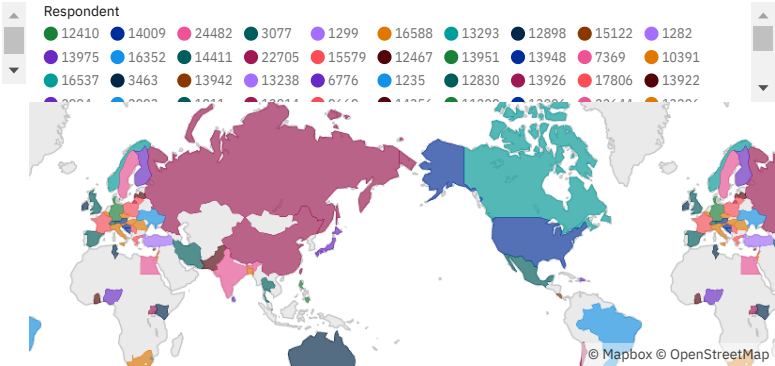 Respondent
12410 14009 24482 3077 1299 16588 13293 12898 15122 1282
13975 16352 14411 22705 15579 12467 13951 13948 7369 10391
16537 3463 13942 13238 6776 1235 12830 13926 17806 13922
© Mapbox © OpenStreetMap